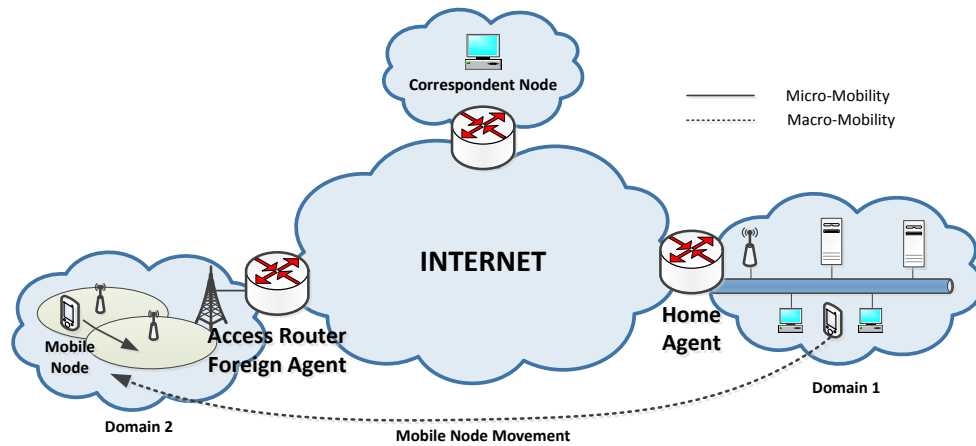 Correspondent Node
Micro-Mobility
Macro-Mobility
INTERNET
Access Router
Foreign Agent
Home
Agent
Mobile
Node
Domain 1
Domain 2
Mobile Node Movement